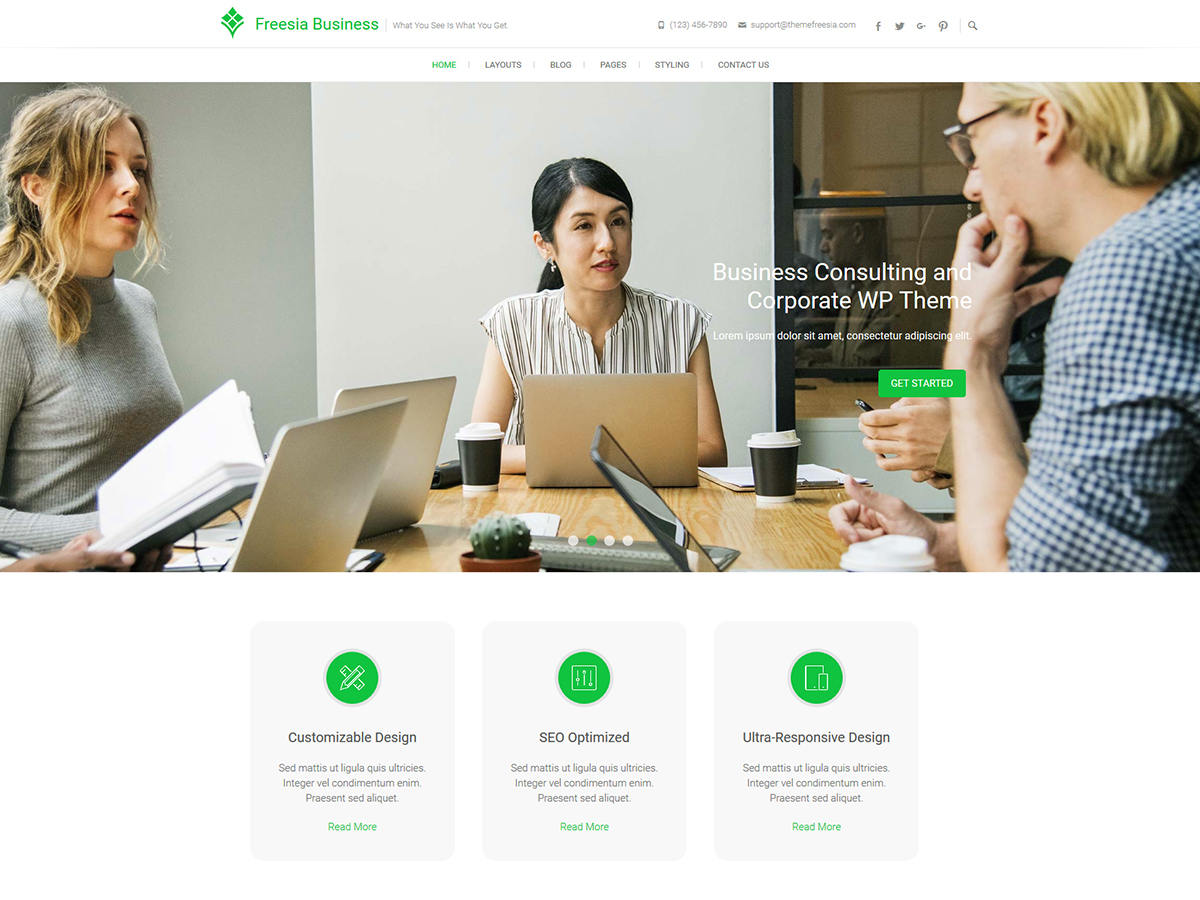 Freesia Business
What You See Is What You Get.
(123) 456-7890
support@themefreesia.com
HOME
LAYOUTS
BLOG
PAGES
STYLING
CONTACT US
Business Consulting and
Corporate WP Theme
Lorem ipsum dolor sit amet, consectetur adipiscing elit.
GET STARTED
Customizable Design
Sed mattis ut ligula quis ultricies.
Integer vel condimentum enim.
Praesent sed aliquet.
Read More
SEO Optimized
Sed mattis ut ligula quis ultricies.
Integer vel condimentum enim.
Praesent sed aliquet.
Read More
Ultra-Responsive Design
Sed mattis ut ligula quis ultricies.
Integer vel condimentum enim.
Praesent sed aliquet.
Read More